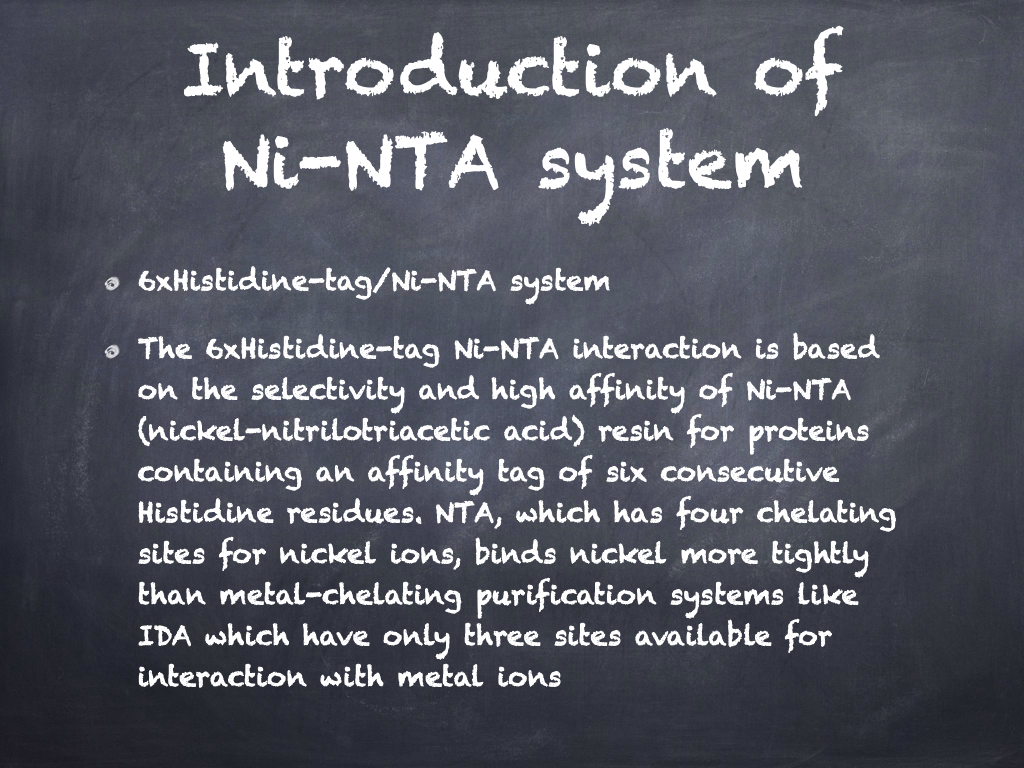 Introduction of
Ni-NTA system
6xHistidine-tag/Ni-NTA system
The 6xHistidine-tag Ni-NTA interaction is based
on the selectivity and high affinity of Ni-NTA
(nickel-nitrilotriacetic acid) resin for proteins
containing an affinity tag of six consecutive
Histidine residues. NTA, which has four chelating
sites for nickel ions, binds nickel more tightly
than metal-chelating purification systems like
IDA which have only three sites available for
interaction with metal ions